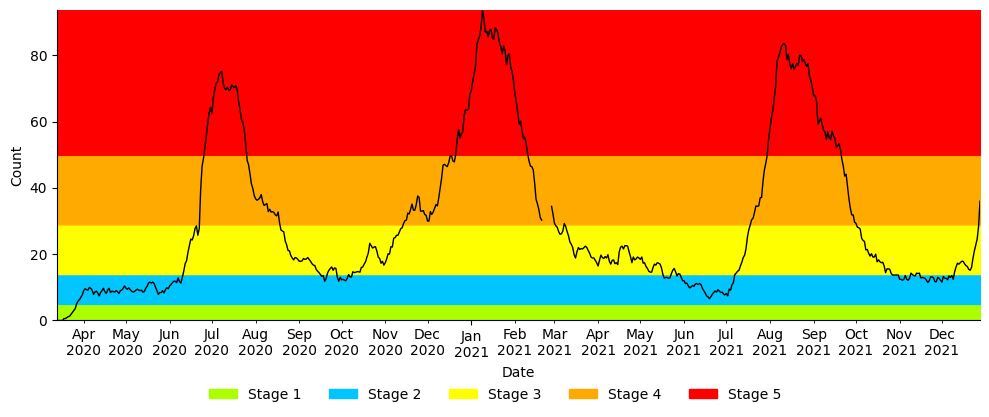 Count
80
60
40
20
0
Apr May Jun Jul Aug Sep Oct Nov Dec Jan Feb Mar Apr May Jun Jul Aug Sep Oct Nov Dec
2020 2020 2020 2020 2020 2020 2020 2020 2020 2021 2021 2021 2021 2021 2021 2021 2021 2021 2021 2021 2021
Date
Stage 1 Stage 2 Stage 3 Stage 4 Stage 5